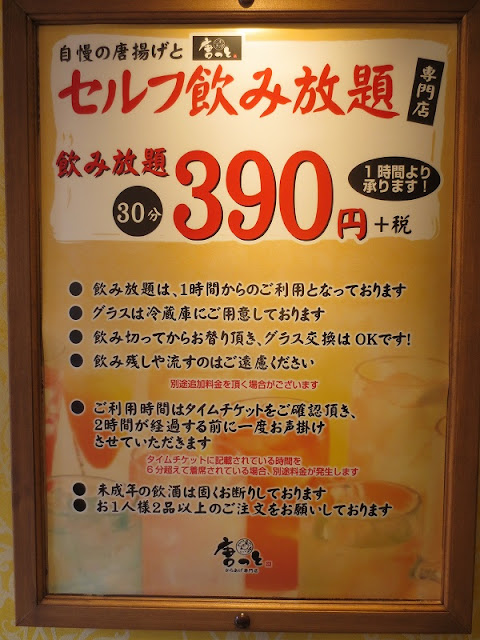 自慢の唐揚げと 唐っと
セルフ飲み放題 専門店
飲み放題
30分 390円+税
1時間より
承ります!
● 飲み放題は、1時間からのご利用となっております
● グラスは冷蔵庫にご用意しております
● 飲み切ってからお替り頂き、グラス交換はOKです!
● 飲み残しや流すのはご遠慮ください
別途追加料金を頂く場合がございます
● ご利用時間はタイムチケットをご確認頂き、
2時間が経過する前に一度お声掛け
させていただきます
タイムチケットに記載されている時間を
6分超えて着席されている場合、別途料金が発生します
● 未成年の飲酒は固くお断りしております
● お1人様2品以上のご注文をお願いしております
唐っと
からあげ専門店